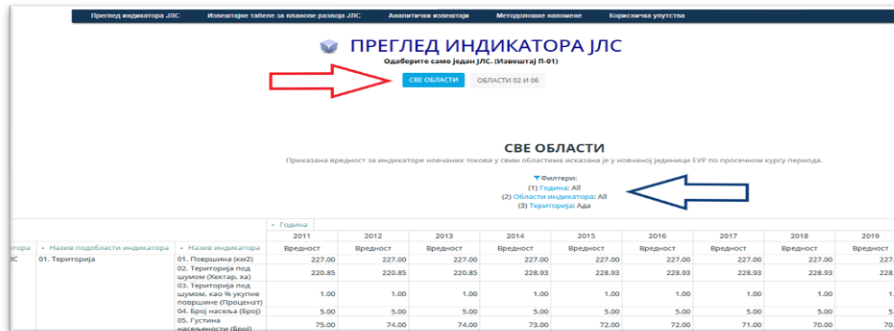 Преглед индикатора ЈЛС Извештајне табеле за планове развоја ЈЛС Аналитички извештаји Методолошке напомене Корисничка упутства
ПРЕГЛЕД ИНДИКАТОРА ЈЛС
Одаберите само један ЈЛС. (Извештај П-01)
СВЕ ОБЛАСТИ ОБЛАСТИ 02 И 06
СВЕ ОБЛАСТИ
Приказана вредност за индикаторе новчаних токова у свим областима исказана је у новчаној јединици ЕУР по просечном курсу периода.
Филтери:
(1) Година: All
(2) Области индикатора: All
(3) Територија: Ада
Година
2011 2012 2013 2014 2015 2016 2017 2018 2019
атора Назив подобласти индикатора Назив индикатора Вредност Вредност Вредност Вредност Вредност Вредност Вредност Вредност Вредност
ЈС 01. Територија 01. Површина (км2) 227.00 227.00 227.00 227.00 227.00 227.00 227.00 227.00 227.
02. Територија под
шумом (Хектар, ха) 220.85 220.85 220.85 228.93 228.93 228.93 228.93 228.93 228.
03. Територија под
шумом, као % укупне
површине (Проценат) 1.00 1.00 1.00 1.00 1.00 1.00 1.00 1.00 1.
04. Број насеља (Број) 5.00 5.00 5.00 5.00 5.00 5.00 5.00 5.00 5.
05. Густина
насељености (Број) 75.00 74.00 74.00 73.00 72.00 72.00 71.00 70.00 70.